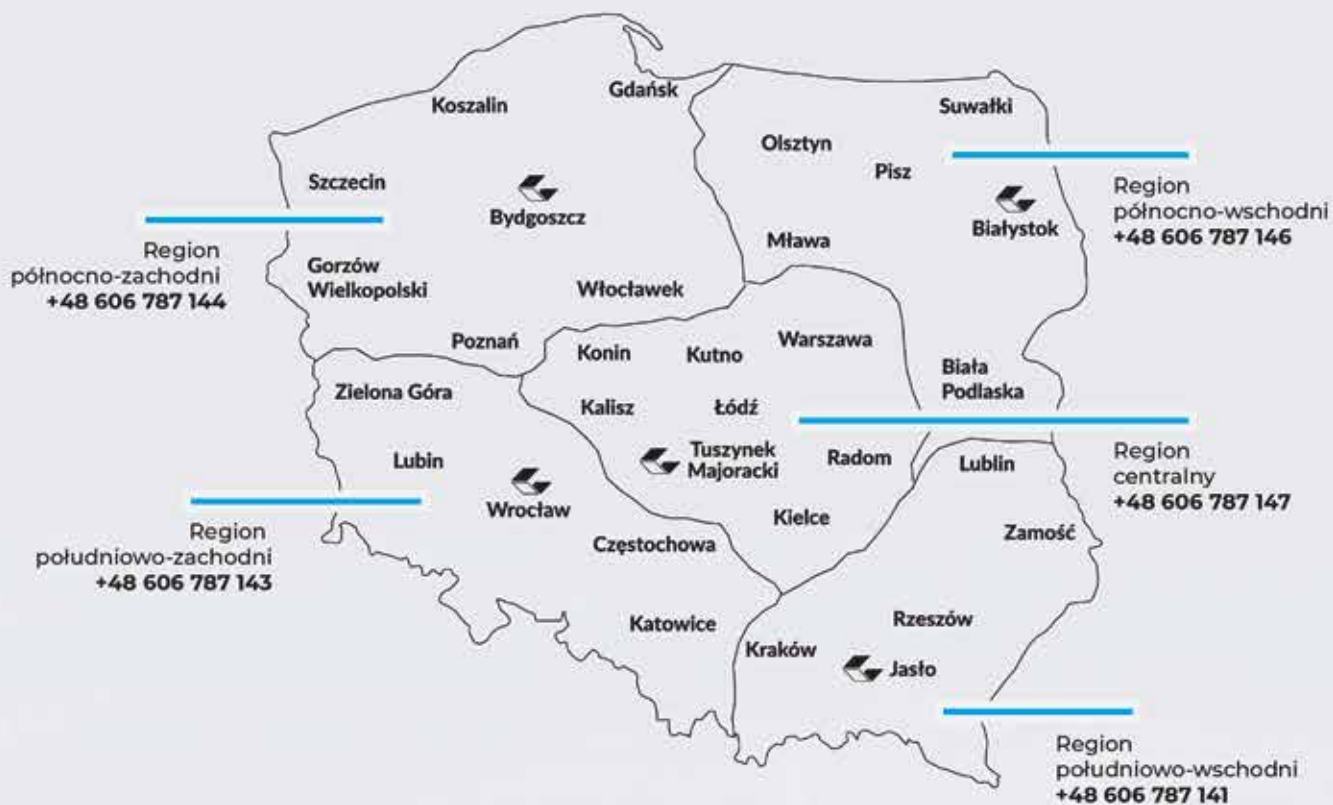 Gdańsk
Koszalin
Suwałki
Olsztyn
Pisz
Szczecin
Region
północno-wschodni
+48 606 787 146
Bydgoszcz
Białystok
Mława
Region
północno-zachodni
+48 606 787 144
Gorzów
Wielkopolski
Włocławek
Poznań
Konin
Kutno
Warszawa
Biała
Podlaska
Zielona Góra
Kalisz
Łódź
Tuszynek
Majoracki
Radom
Lublin
Region
centralny
+48 606 787 147
Lubin
Wrocław
Kielce
Zamość
Region
południowo-zachodni
+48 606 787 143
Częstochowa
Katowice
Rzeszów
Kraków
Jasło
Region
południowo-wschodni
+48 606 787 141